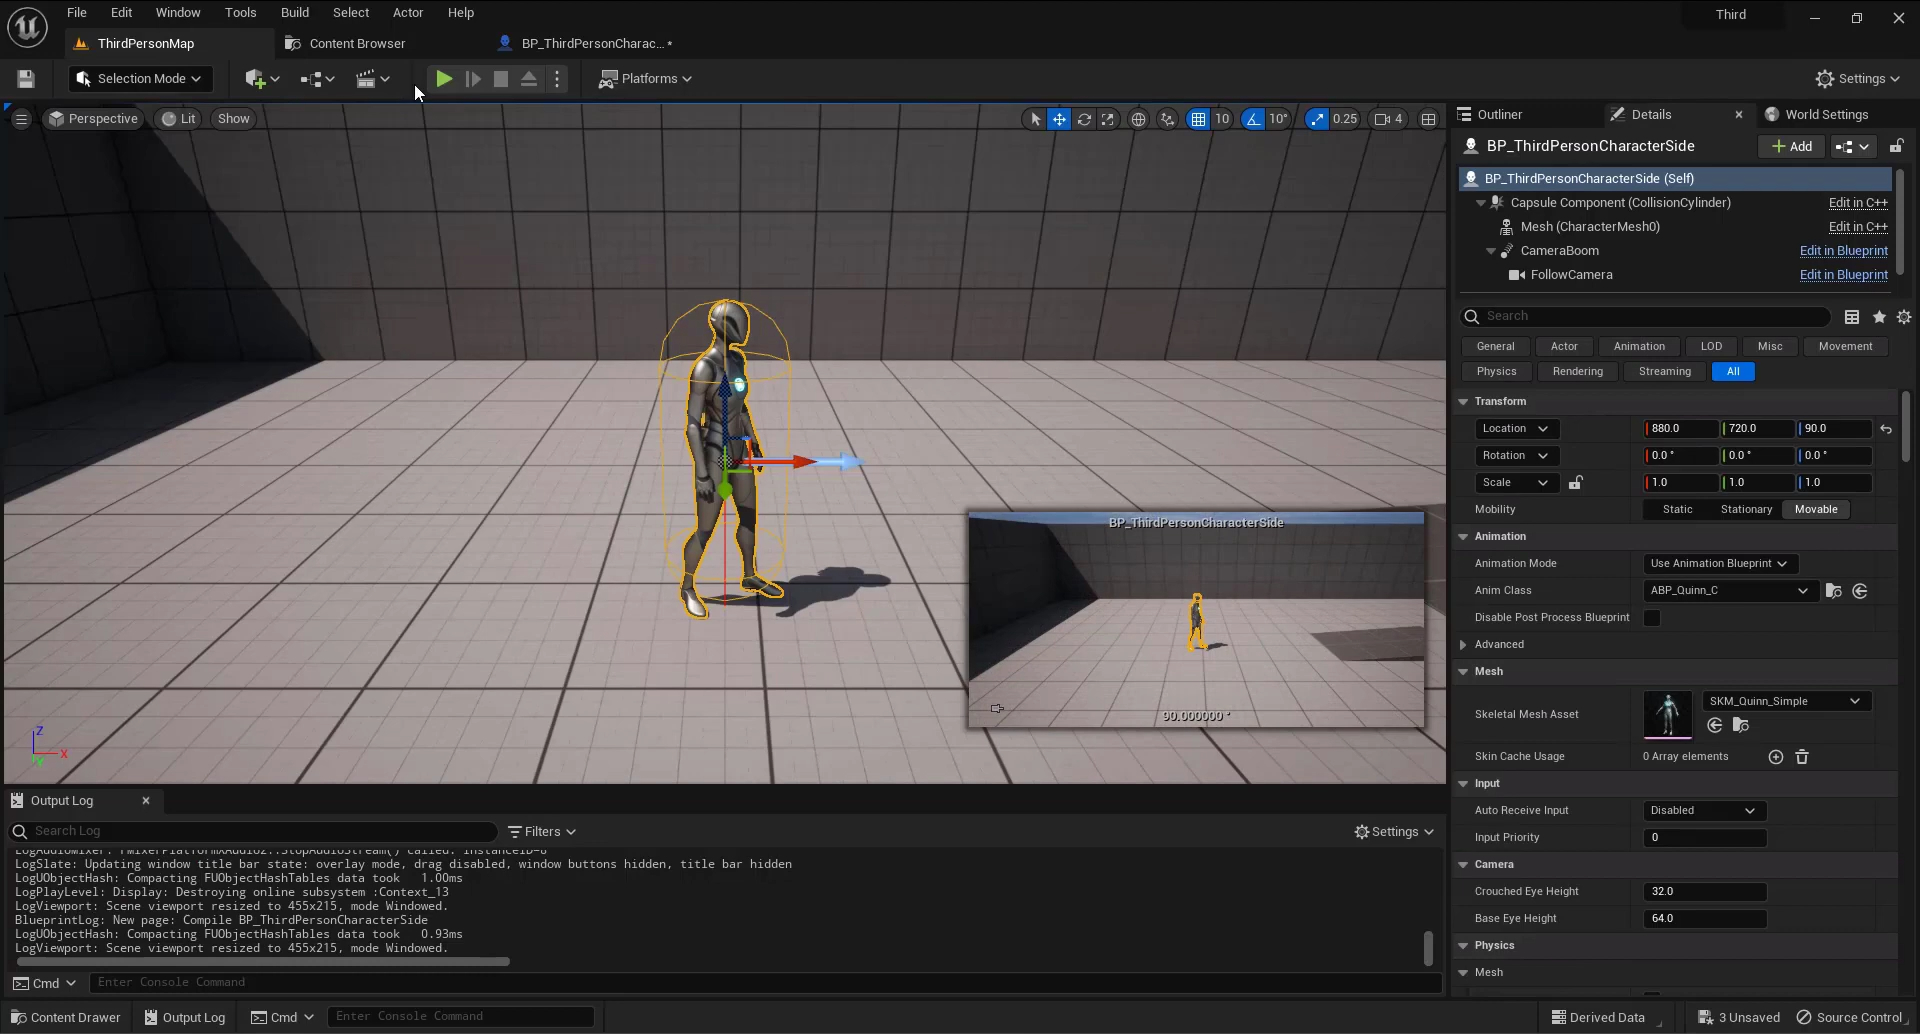 File Edit Window Tools Build Select Actor Help Third
ThirdPersonMap Content Browser BP_ThirdPersonCharac... •
Selection Mode Platforms Settings
Perspective Lit Show 10 10° 0.25 4
Outliner Details World Settings
BP_ThirdPersonCharacterSide Add
BP_ThirdPersonCharacterSide (Self)
Capsule Component (CollisionCylinder) Edit in C++
Mesh (CharacterMesh0) Edit in C++
CameraBoom Edit in Blueprint
FollowCamera Edit in Blueprint
Search
General Actor Animation LOD Misc Movement
Physics Rendering Streaming All
Transform
Location 880.0 720.0 90.0
Rotation 0.0 ° 0.0 ° 0.0 °
Scale 1.0 1.0 1.0
Mobility Static Stationary Movable
Animation
Animation Mode Use Animation Blueprint
Anim Class ABP_Quinn_C
Disable Post Process Blueprint
Advanced
Mesh
Skeletal Mesh Asset SKM_Quinn_Simple
Skin Cache Usage 0 Array elements
Input
Auto Receive Input Disabled
Input Priority 0
Camera
Crouched Eye Height 32.0
Base Eye Height 64.0
Physics
Mesh
BP_ThirdPersonCharacterSide
90.000000 °
Z
X
Y
Output Log
Search Log Filters Settings
LogAudioMixer: FMixerPlatformXAudio2::StopAudioStream() called. InstanceID=8
LogSlate: Updating window title bar state: overlay mode, drag disabled, window buttons hidden, title bar hidden
LogUObjectHash: Compacting FUObjectHashTables data took 1.00ms
LogPlayLevel: Display: Destroying online subsystem :Context_13
LogViewport: Scene viewport resized to 455x215, mode Windowed.
BlueprintLog: New page: Compile BP_ThirdPersonCharacterSide
LogUObjectHash: Compacting FUObjectHashTables data took 0.93ms
LogViewport: Scene viewport resized to 455x215, mode Windowed.
Cmd Enter Console Command
Content Drawer Output Log Cmd Enter Console Command Derived Data 3 Unsaved Source Control